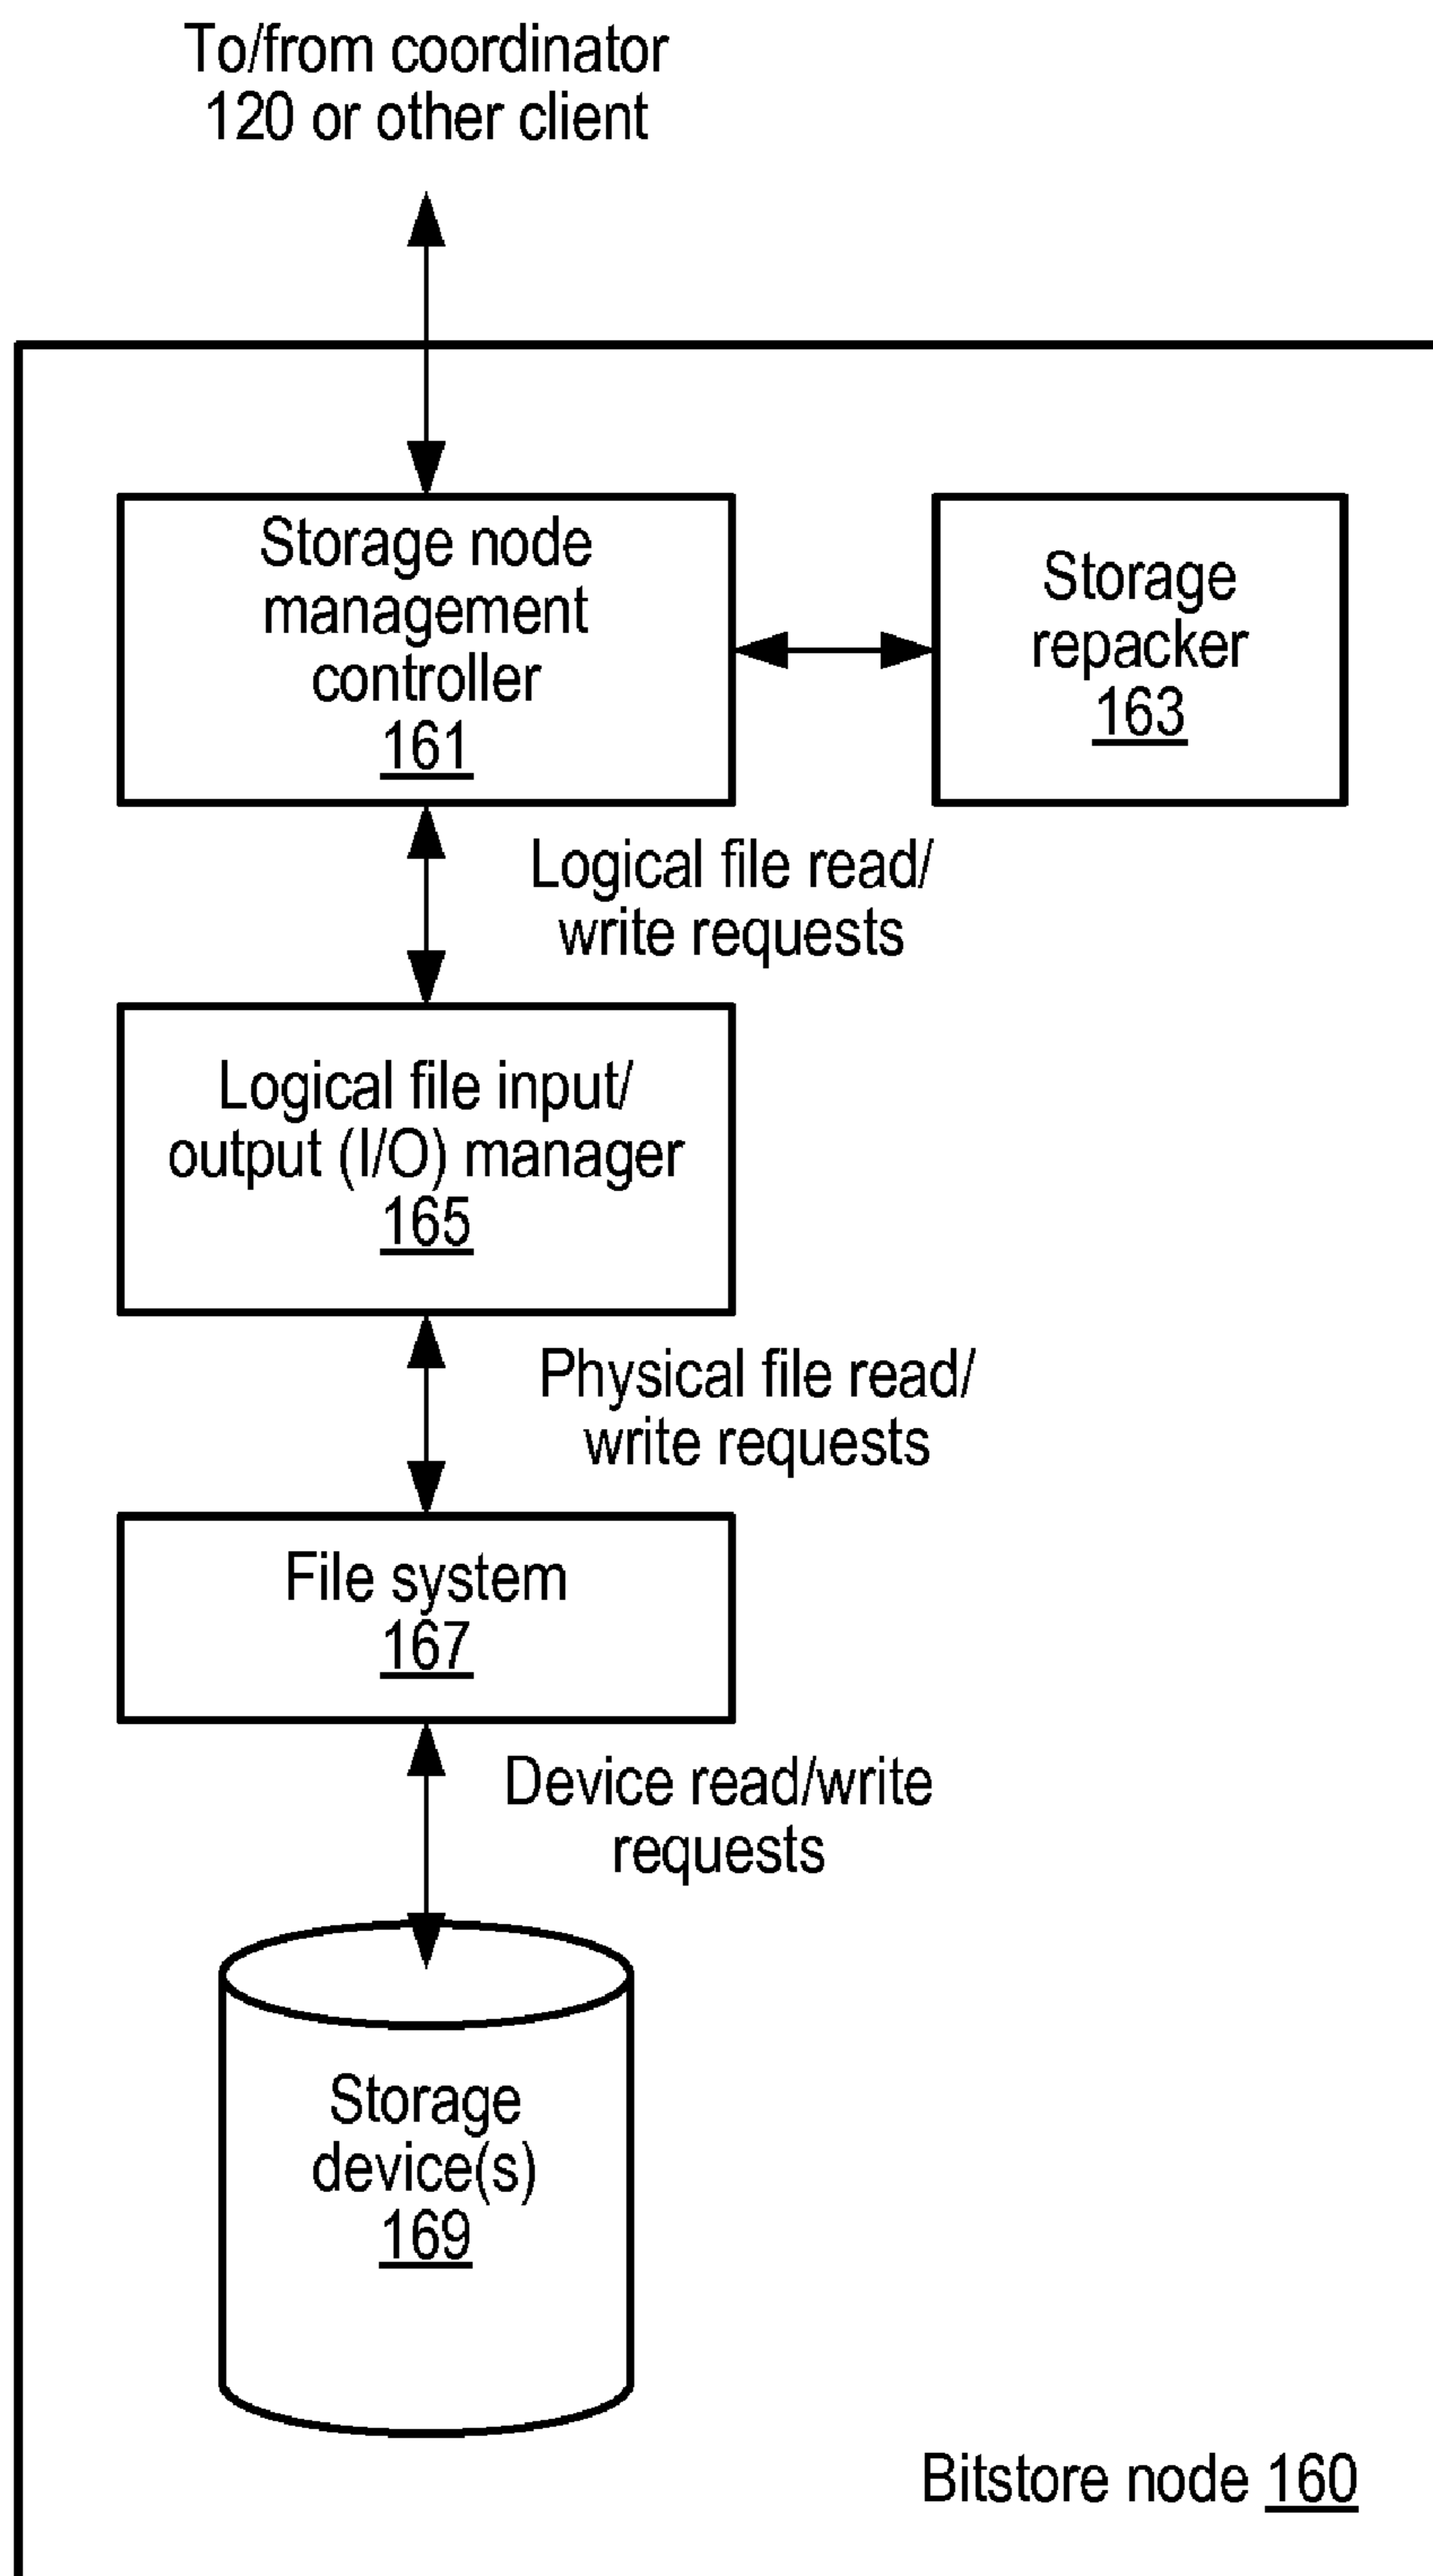 To/from coordinator
120 or other client
Storage node
management
controller
161
Storage
repacker
163
Logical file read/
write requests
Logical file input/
output (I/O) manager
165
Physical file read/
write requests
File system
167
Device read/write
requests
Storage
device(s)
169
Bitstore node 160